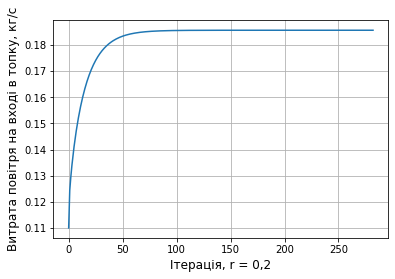 Витрата повітря на вході в топку, кг/с
0.18
0.17
0.16
0.15
0.14
0.13
0.12
0.11
0 50 100 150 200 250
Ітерація, r = 0,2